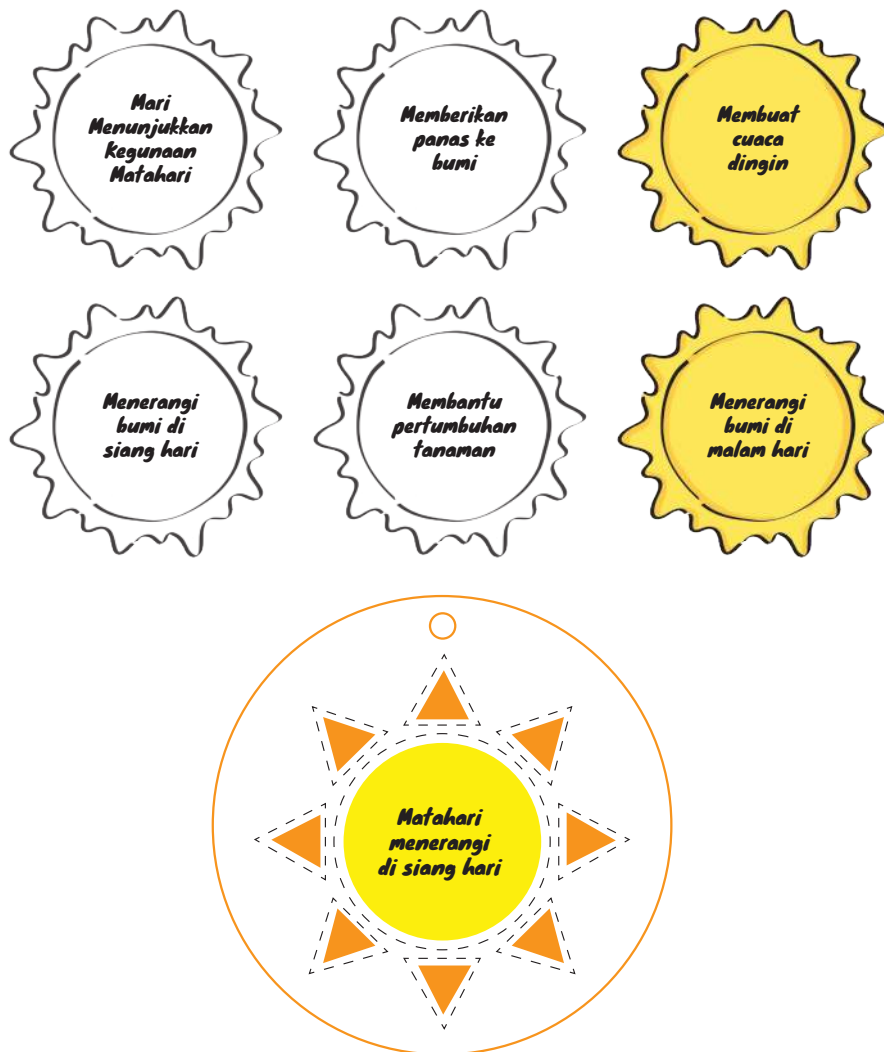 Mari
Menunjukkan
kegunaan
Matahari
Memberikan
panas ke
bumi
Membuat
cuaca
dingin
Menerangi
bumi di
siang hari
Membantu
pertumbuhan
tanaman
Menerangi
bumi di
malam hari
Matahari
menerangi
di siang hari